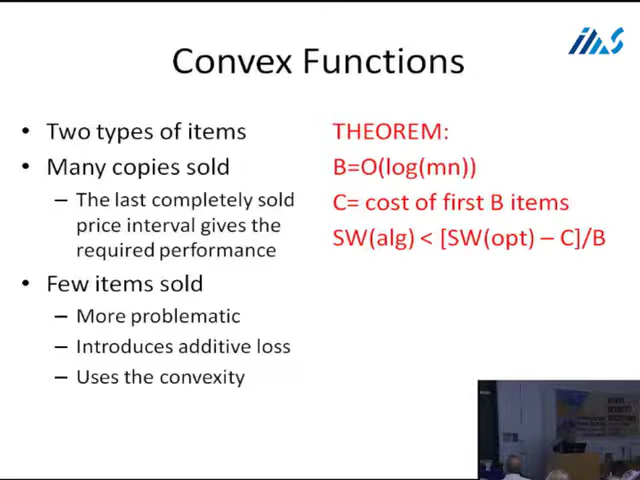 ims
Convex Functions
• Two types of items
• Many copies sold
– The last completely sold
price interval gives the
required performance
• Few items sold
– More problematic
– Introduces additive loss
– Uses the convexity
THEOREM:
B=O(log(mn))
C= cost of first B items
SW(alg) < [SW(opt) – C]/B